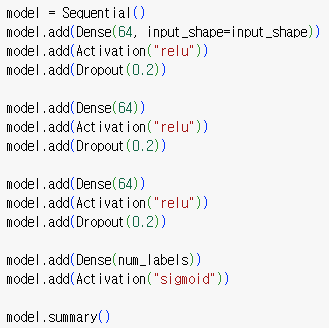 model = Sequential()
model.add(Dense(64, input_shape=input_shape))
model.add(Activation("relu"))
model.add(Dropout(0.2))
model.add(Dense(64))
model.add(Activation("relu"))
model.add(Dropout(0.2))
model.add(Dense(64))
model.add(Activation("relu"))
model.add(Dropout(0.2))
model.add(Dense(num_labels))
model.add(Activation("sigmoid"))
model.summary()